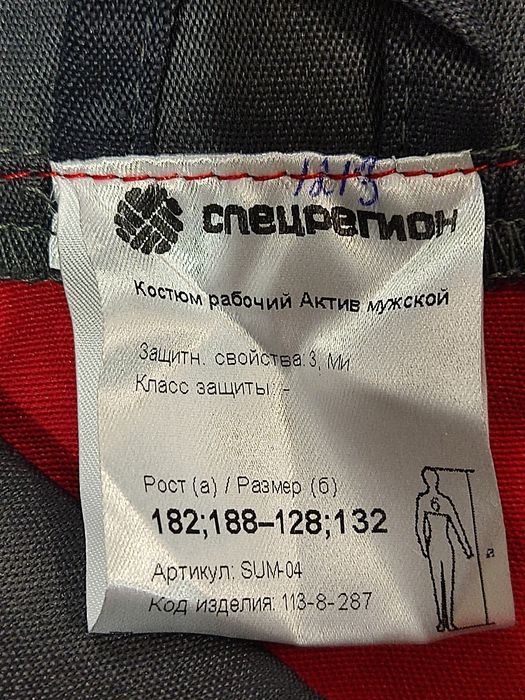 1213
спецрегион
Костюм рабочий Актив мужской
Защитн. свойства:З, Ми
Класс защиты: -
Рост (а) / Размер (б)
182;188–128;132
Артикул: SUM-04
Код изделия: 113-8-287
б
а